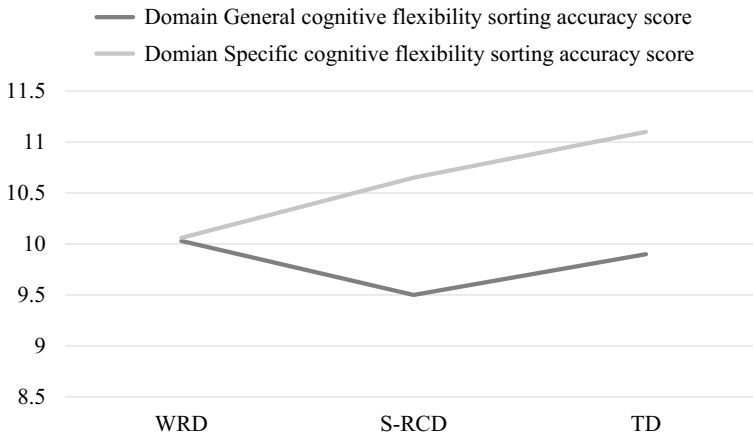 Domain General cognitive flexibility sorting accuracy score
Domian Specific cognitive flexibility sorting accuracy score
11.5
11
10.5
10
9.5
9
8.5
WRD S-RCD TD